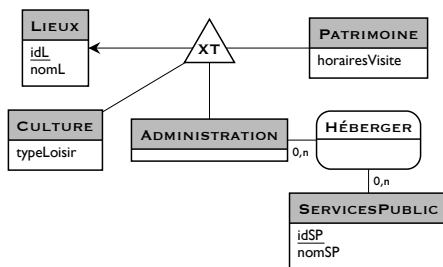 LIEUX
idL
nomL
XT
PATRIMOINE
horairesVisite
CULTURE
typeLoisir
ADMINISTRATION
0,n
HÉBERGER
0,n
SERVICESPUBLIC
idSP
nomSP